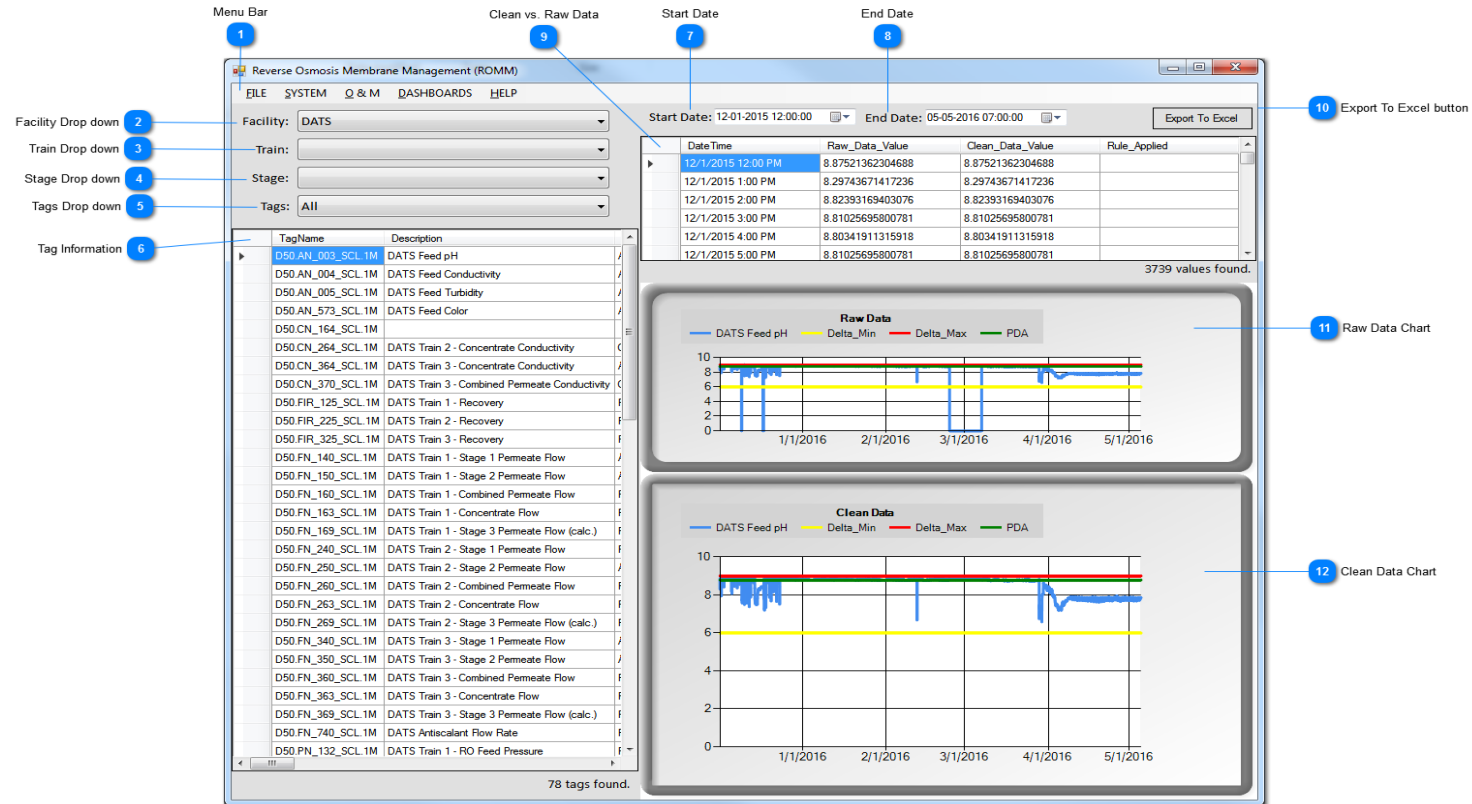 Menu Bar
1
Clean vs. Raw Data
9
Start Date
7
End Date
8
Reverse Osmosis Membrane Management (ROMM)
FILE SYSTEM O & M DASHBOARDS HELP
Facility Drop down 2
Facility: DATS
Train Drop down 3
Train:
Stage Drop down 4
Stage:
Tags Drop down 5
Tags: All
Tag Information 6
Start Date: 12-01-2015 12:00:00 End Date: 05-05-2016 07:00:00 Export To Excel
10 Export To Excel button
DateTime Raw_Data_Value Clean_Data_Value Rule_Applied
12/1/2015 12:00 PM 8.87521362304688 8.87521362304688
12/1/2015 1:00 PM 8.29743671417236 8.29743671417236
12/1/2015 2:00 PM 8.82393169403076 8.82393169403076
12/1/2015 3:00 PM 8.81025695800781 8.81025695800781
12/1/2015 4:00 PM 8.80341911315918 8.80341911315918
12/1/2015 5:00 PM 8.81025695800781 8.81025695800781
3739 values found.
TagName Description
D50.AN_003_SCL.1M DATS Feed pH
D50.AN_004_SCL.1M DATS Feed Conductivity
D50.AN_005_SCL.1M DATS Feed Turbidity
D50.AN_573_SCL.1M DATS Feed Color
D50.CN_164_SCL.1M
D50.CN_264_SCL.1M DATS Train 2 - Concentrate Conductivity
D50.CN_364_SCL.1M DATS Train 3 - Concentrate Conductivity
D50.CN_370_SCL.1M DATS Train 3 - Combined Permeate Conductivity
D50.FIR_125_SCL.1M DATS Train 1 - Recovery
D50.FIR_225_SCL.1M DATS Train 2 - Recovery
D50.FIR_325_SCL.1M DATS Train 3 - Recovery
D50.FN_140_SCL.1M DATS Train 1 - Stage 1 Permeate Flow
D50.FN_150_SCL.1M DATS Train 1 - Stage 2 Permeate Flow
D50.FN_160_SCL.1M DATS Train 1 - Combined Permeate Flow
D50.FN_163_SCL.1M DATS Train 1 - Concentrate Flow
D50.FN_169_SCL.1M DATS Train 1 - Stage 3 Permeate Flow (calc.)
D50.FN_240_SCL.1M DATS Train 2 - Stage 1 Permeate Flow
D50.FN_250_SCL.1M DATS Train 2 - Stage 2 Permeate Flow
D50.FN_260_SCL.1M DATS Train 2 - Combined Permeate Flow
D50.FN_263_SCL.1M DATS Train 2 - Concentrate Flow
D50.FN_269_SCL.1M DATS Train 2 - Stage 3 Permeate Flow (calc.)
D50.FN_340_SCL.1M DATS Train 3 - Stage 1 Permeate Flow
D50.FN_350_SCL.1M DATS Train 3 - Stage 2 Permeate Flow
D50.FN_360_SCL.1M DATS Train 3 - Combined Permeate Flow
D50.FN_363_SCL.1M DATS Train 3 - Concentrate Flow
D50.FN_369_SCL.1M DATS Train 3 - Stage 3 Permeate Flow (calc.)
D50.FN_740_SCL.1M DATS Antiscalant Flow Rate
D50.PN_132_SCL.1M DATS Train 1 - RO Feed Pressure
78 tags found.
Raw Data
DATS Feed pH Delta_Min Delta_Max PDA
10
8
6
4
2
0
1/1/2016 2/1/2016 3/1/2016 4/1/2016 5/1/2016
11 Raw Data Chart
Clean Data
DATS Feed pH Delta_Min Delta_Max PDA
10
8
6
4
2
0
1/1/2016 2/1/2016 3/1/2016 4/1/2016 5/1/2016
12 Clean Data Chart